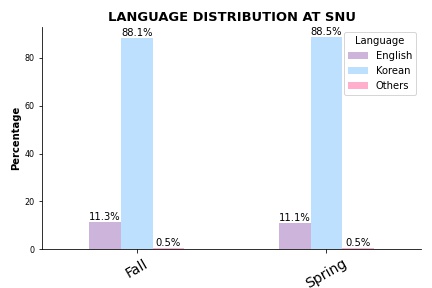 LANGUAGE DISTRIBUTION AT SNU
Language
English
Korean
Others
Percentage
80
60
40
20
0
88.1%
11.3%
0.5%
88.5%
11.1%
0.5%
Fall
Spring